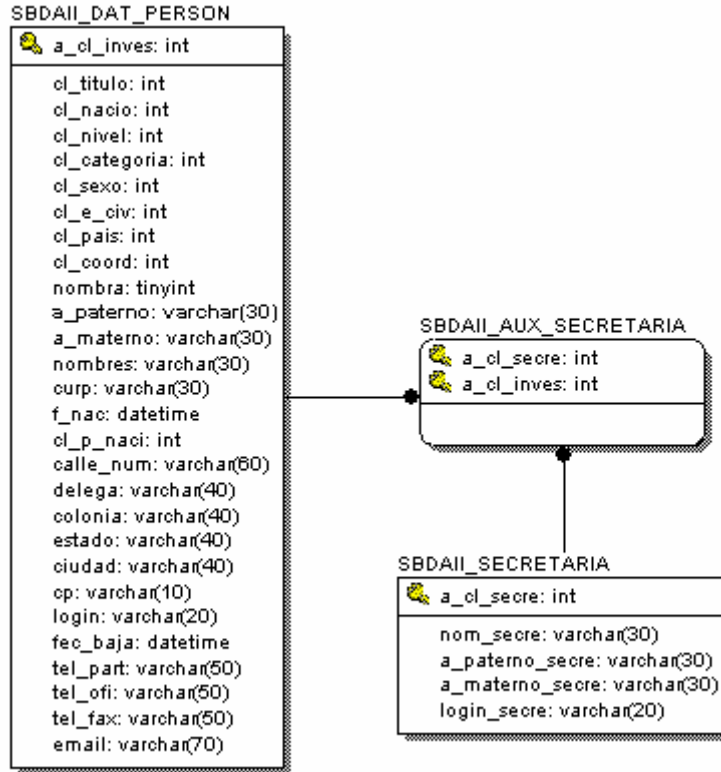 SBDAII_DAT_PERSON
a_cl_inves: int
cl_titulo: int
cl_nacio: int
cl_nivel: int
cl_categoria: int
cl_sexo: int
cl_e_civ: int
cl_pais: int
cl_coord: int
nombra: tinyint
a_paterno: varchar(30)
a_materno: varchar(30)
nombres: varchar(30)
curp: varchar(30)
f_nac: datetime
cl_p_naci: int
calle_num: varchar(60)
delega: varchar(40)
colonia: varchar(40)
estado: varchar(40)
ciudad: varchar(40)
cp: varchar(10)
login: varchar(20)
fec_baja: datetime
tel_part: varchar(50)
tel_ofi: varchar(50)
tel_fax: varchar(50)
email: varchar(70)
SBDAII_AUX_SECRETARIA
a_cl_secre: int
a_cl_inves: int
SBDAII_SECRETARIA
a_cl_secre: int
nom_secre: varchar(30)
a_paterno_secre: varchar(30)
a_materno_secre: varchar(30)
login_secre: varchar(20)